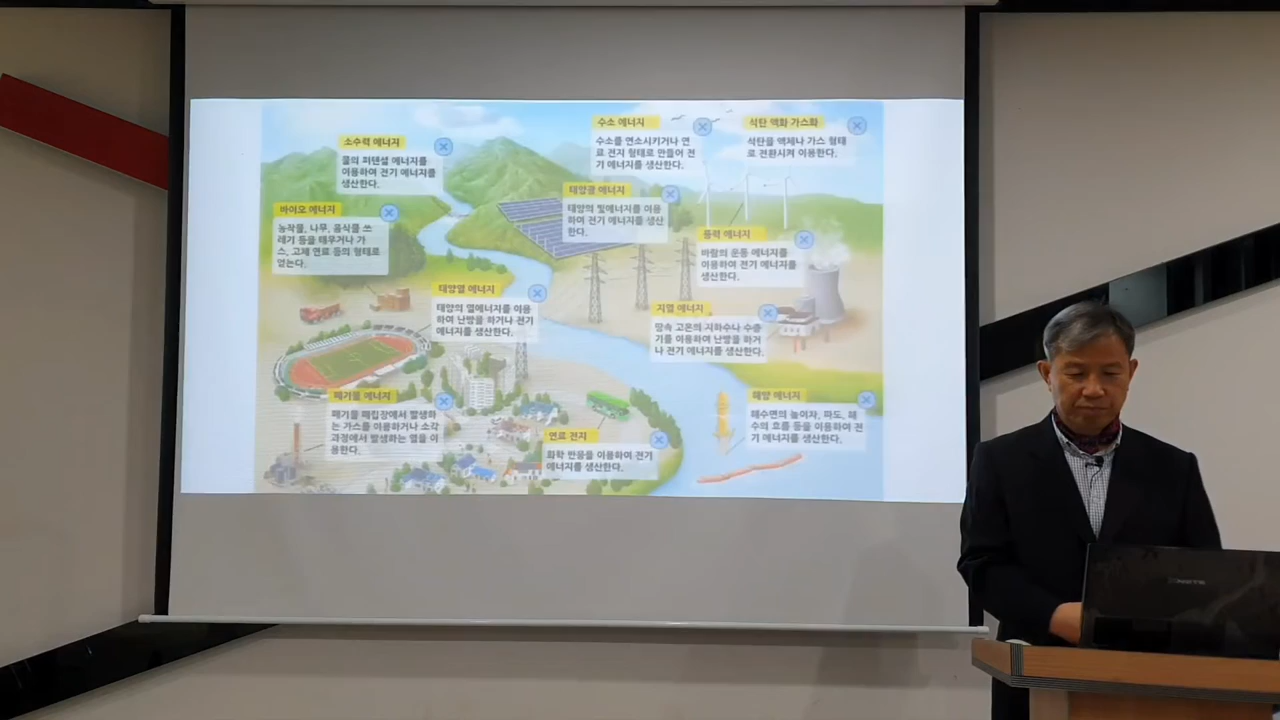 소수력 에너지
물의 퍼텐셜 에너지를
이용하여 전기 에너지를
생산한다.
수소 에너지
수소를 연소시키거나 연
료 전지 형태로 만들어 전
기 에너지를 생산한다.
석탄 액화 가스화
석탄을 액체나 가스 형태
로 전환시켜 이용한다.
바이오 에너지
농작물, 나무, 음식물 쓰
레기 등을 태우거나 가
스, 고체 연료 등의 형태로
얻는다.
태양광 에너지
태양의 빛에너지를 이용
하여 전기 에너지를 생산
한다.
풍력 에너지
바람의 운동 에너지를
이용하여 전기 에너지를
생산한다.
태양열 에너지
태양의 열에너지를 이용
하여 난방을 하거나 전기
에너지를 생산한다.
지열 에너지
땅속 고온의 지하수나 수증
기를 이용하여 난방을 하거
나 전기 에너지를 생산한다.
폐기물 에너지
폐기물 매립장에서 발생하
는 가스를 이용하거나 소각
과정에서 발생하는 열을 이
용한다.
연료 전지
화학 반응을 이용하여 전기
에너지를 생산한다.
해양 에너지
해수면의 높이차, 파도, 해
수의 흐름 등을 이용하여 전
기 에너지를 생산한다.